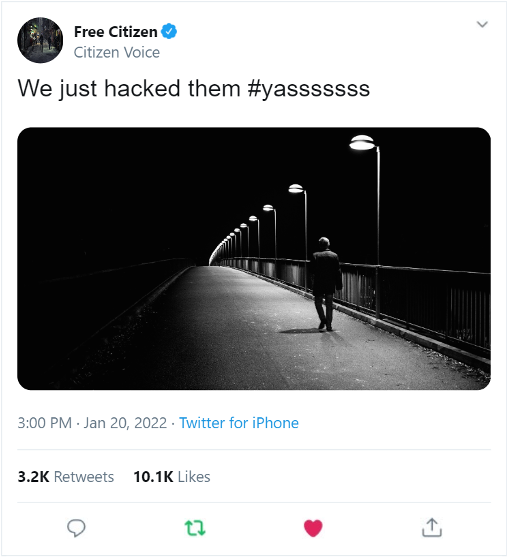 Free Citizen
Citizen Voice
We just hacked them #yasssssss
3:00 PM · Jan 20, 2022 · Twitter for iPhone
3.2K Retweets 10.1K Likes